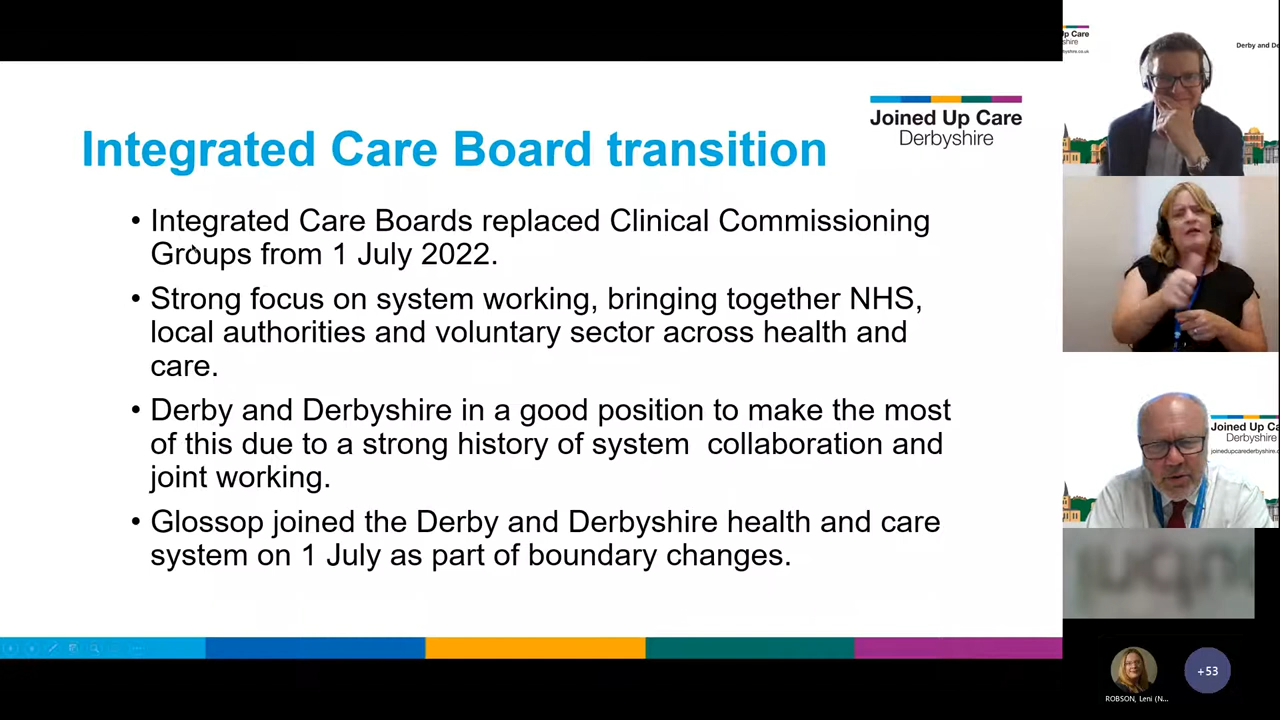 Integrated Care Board transition
Joined Up Care
Derbyshire
• Integrated Care Boards replaced Clinical Commissioning
Groups from 1 July 2022.
• Strong focus on system working, bringing together NHS,
local authorities and voluntary sector across health and
care.
• Derby and Derbyshire in a good position to make the most
of this due to a strong history of system  collaboration and
joint working.
• Glossop joined the Derby and Derbyshire health and care
system on 1 July as part of boundary changes.
up Care
shire
Derby and De
Joined Up Ca
Derbyshire
joinedupcarederbyshire.c
ROBSON, Leni (N...
+53